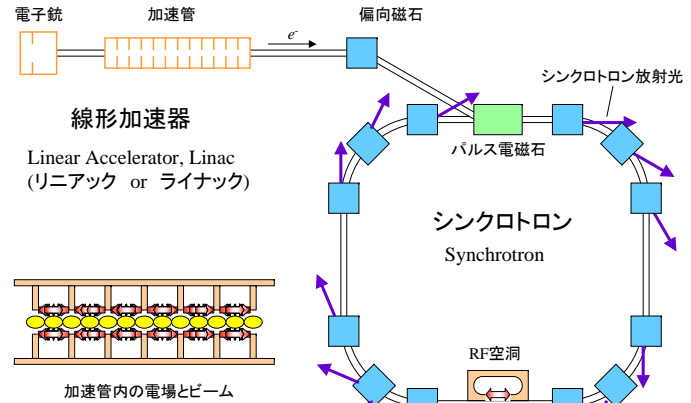 電子銃
加速管
偏向磁石
e-
シンクロトロン放射光
線形加速器
パルス電磁石
Linear Accelerator, Linac
(リニアック or ライナック)
シンクロトロン
Synchrotron
RF空洞
加速管内の電場とビーム